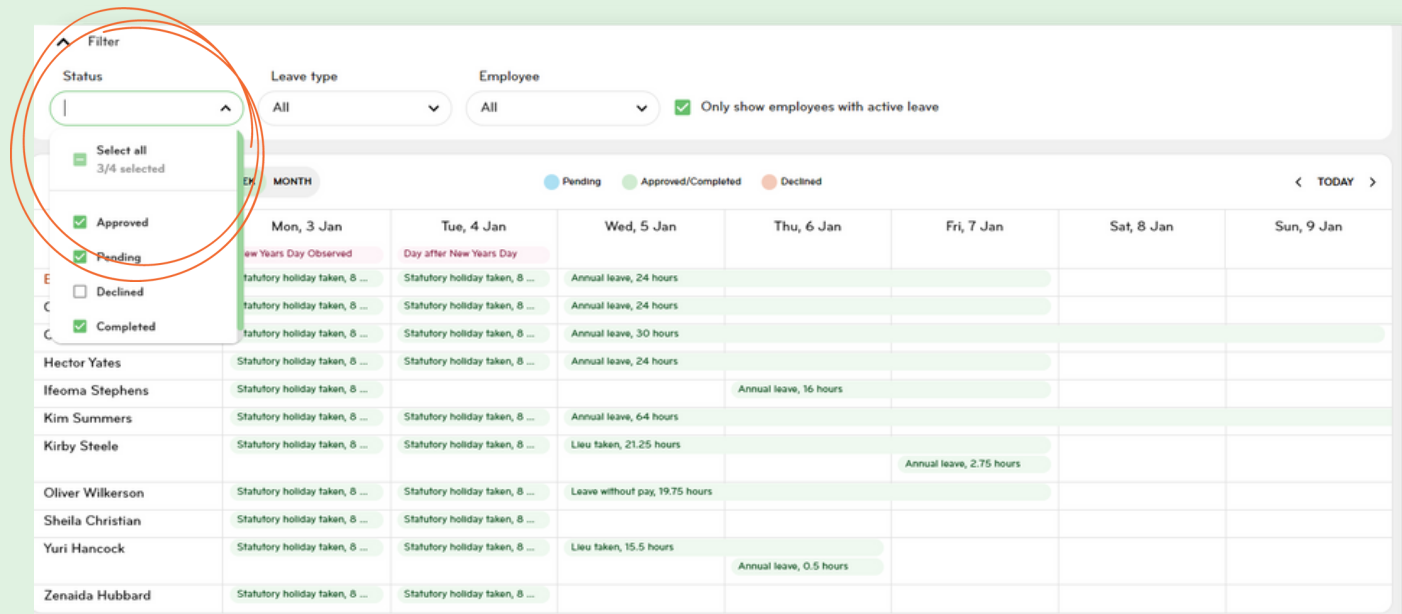 Filter
Status Leave type Employee
All All Only show employees with active leave
Select all
3/4 selected
MONTH Pending Approved/Completed Declined TODAY
Approved
Mon, 3 Jan Tue, 4 Jan Wed, 5 Jan Thu, 6 Jan Fri, 7 Jan Sat, 8 Jan Sun, 9 Jan
Pending
Years Day Observed Day after New Years Day
holiday taken, 8 ... Statutory holiday taken, 8 ... Annual leave, 24 hours
Declined
holiday taken, 8 ... Statutory holiday taken, 8 ... Annual leave, 24 hours
Completed
holiday taken, 8 ... Statutory holiday taken, 8 ... Annual leave, 30 hours
Hector Yates Statutory holiday taken, 8 ... Statutory holiday taken, 8 ... Annual leave, 24 hours
Ifeoma Stephens Statutory holiday taken, 8 ... Annual leave, 16 hours
Kim Summers Statutory holiday taken, 8 ... Statutory holiday taken, 8 ... Annual leave, 64 hours
Kirby Steele Statutory holiday taken, 8 ... Statutory holiday taken, 8 ... Lieu taken, 21.25 hours
Annual leave, 2.75 hours
Oliver Wilkerson Statutory holiday taken, 8 ... Statutory holiday taken, 8 ... Leave without pay, 19.75 hours
Sheila Christian Statutory holiday taken, 8 ... Statutory holiday taken, 8 ...
Yuri Hancock Statutory holiday taken, 8 ... Statutory holiday taken, 8 ... Lieu taken, 15.5 hours
Annual leave, 0.5 hours
Zenaida Hubbard Statutory holiday taken, 8 ... Statutory holiday taken, 8 ...